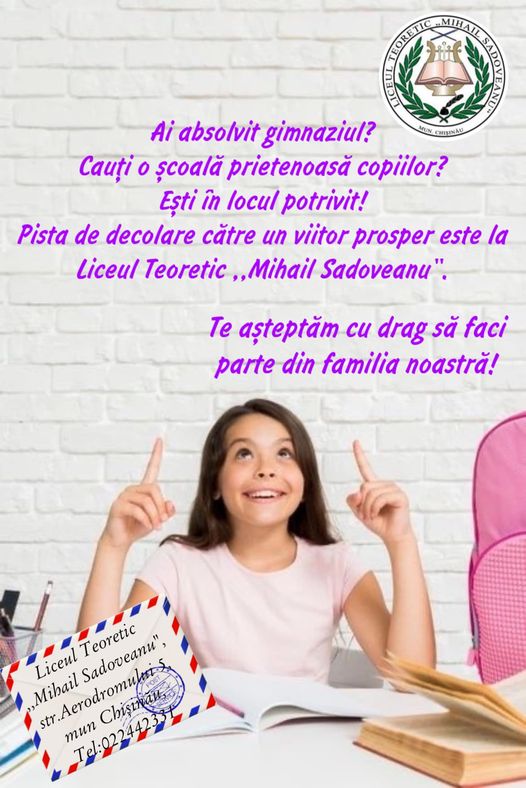 LICEUL TEORETIC „MIHAIL SADOVEANU"
MUN CHIȘINĂU
Ai absolvit gimnaziul?
Cauți o școală prietenoasă copiilor?
Ești în locul potrivit!
Pista de decolare către un viitor prosper este la
Liceul Teoretic ,,Mihail Sadoveanu".
Te așteptăm cu drag să faci
parte din familia noastră!
Liceul Teoretic
,,Mihail Sadoveanu",
str.Aerodromului 5,
mun Chișinău,
Tel:022442331